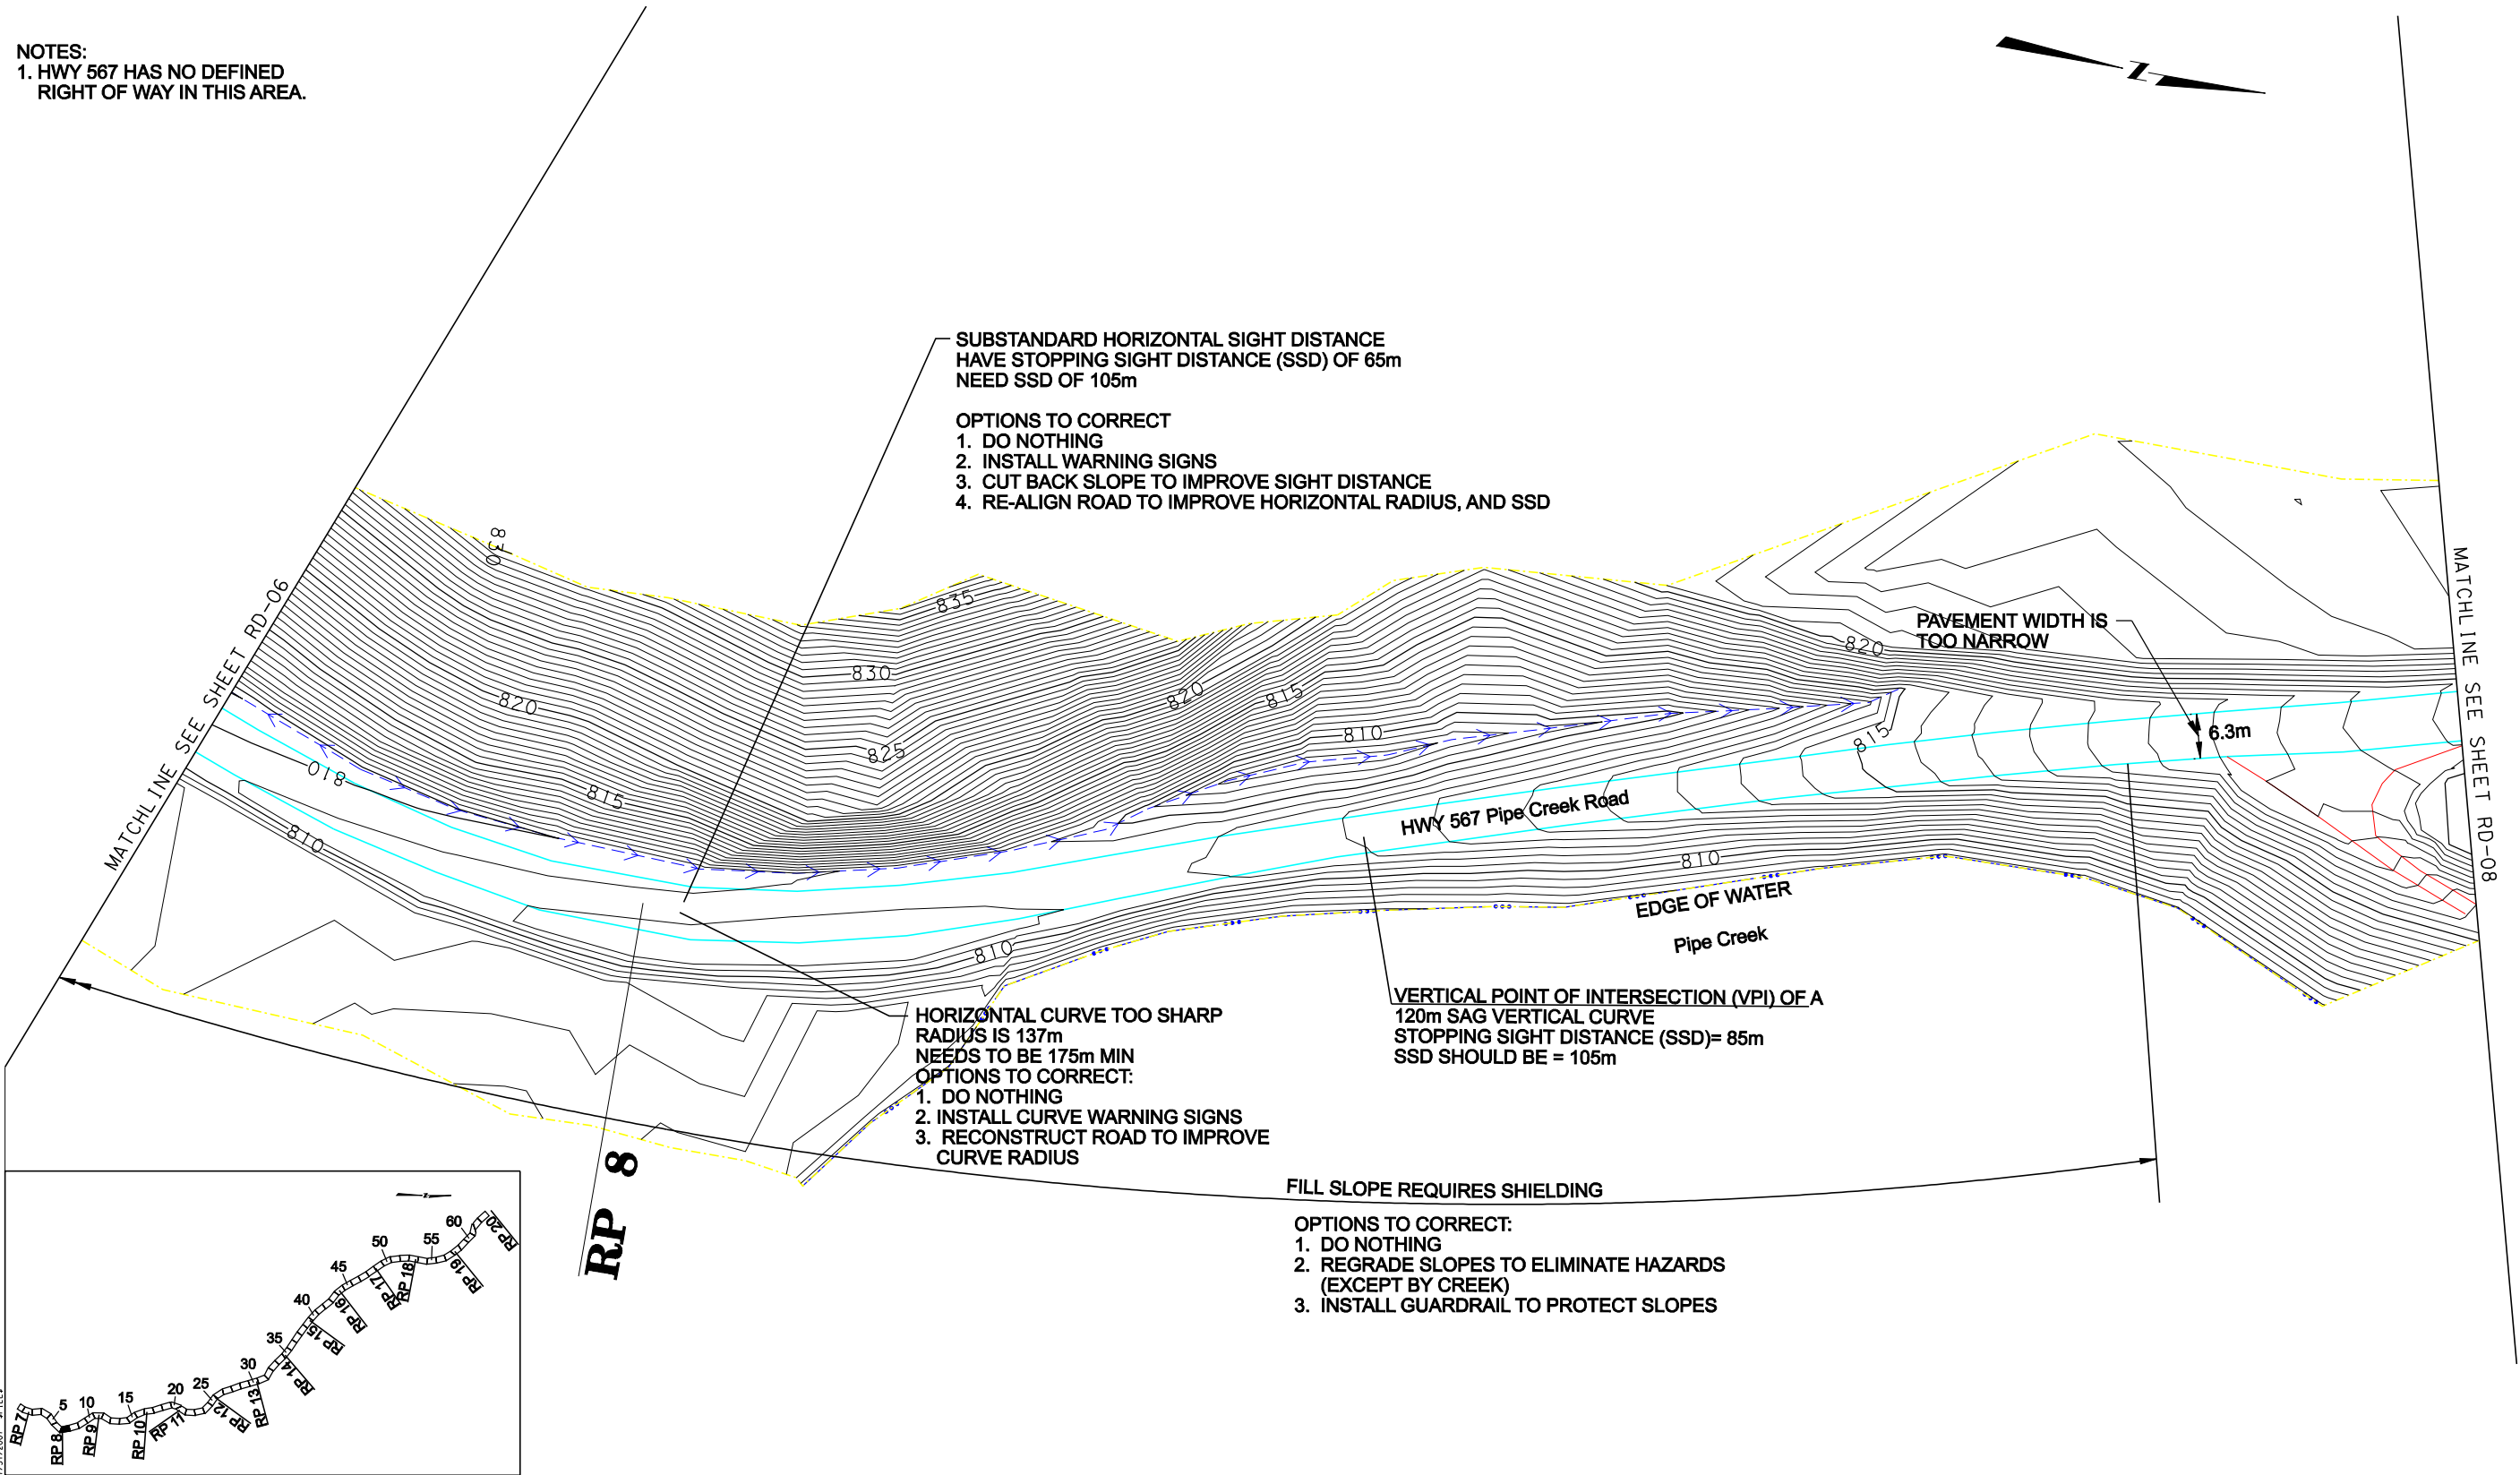 NOTES:
1. HWY 567 HAS NO DEFINED
RIGHT OF WAY IN THIS AREA.
Z
MATCHLINE SEE SHEET RD-06
SUBSTANDARD HORIZONTAL SIGHT DISTANCE
HAVE STOPPING SIGHT DISTANCE (SSD) OF 65m
NEED SSD OF 105m
OPTIONS TO CORRECT
1. DO NOTHING
2. INSTALL WARNING SIGNS
3. CUT BACK SLOPE TO IMPROVE SIGHT DISTANCE
4. RE-ALIGN ROAD TO IMPROVE HORIZONTAL RADIUS, AND SSD
MATCHLINE SEE SHEET RD-08
PAVEMENT WIDTH IS
TOO NARROW
6.3m
830
835
830
820
825
815
810
810
820
815
810
820
815
810
810
HWY 567 Pipe Creek Road
EDGE OF WATER
Pipe Creek
VERTICAL POINT OF INTERSECTION (VPI) OF A
120m SAG VERTICAL CURVE
STOPPING SIGHT DISTANCE (SSD)= 85m
SSD SHOULD BE = 105m
HORIZONTAL CURVE TOO SHARP
RADIUS IS 137m
NEEDS TO BE 175m MIN
OPTIONS TO CORRECT:
1. DO NOTHING
2. INSTALL CURVE WARNING SIGNS
3. RECONSTRUCT ROAD TO IMPROVE
CURVE RADIUS
RP 8
FILL SLOPE REQUIRES SHIELDING
OPTIONS TO CORRECT:
1. DO NOTHING
2. REGRADE SLOPES TO ELIMINATE HAZARDS
(EXCEPT BY CREEK)
3. INSTALL GUARDRAIL TO PROTECT SLOPES
5
10
15
20
25
30
35
40
45
50
55
60
RP 7
RP 8
RP 9
RP 10
RP 11
RP 12
RP 13
RP 14
RP 15
RP 16
RP 17
RP 18
RP 19
RP 20